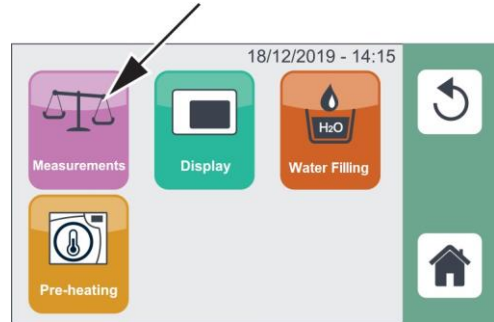 18/12/2019 - 14:15
Measurements
Display
H₂O
Water Filling
Pre-heating